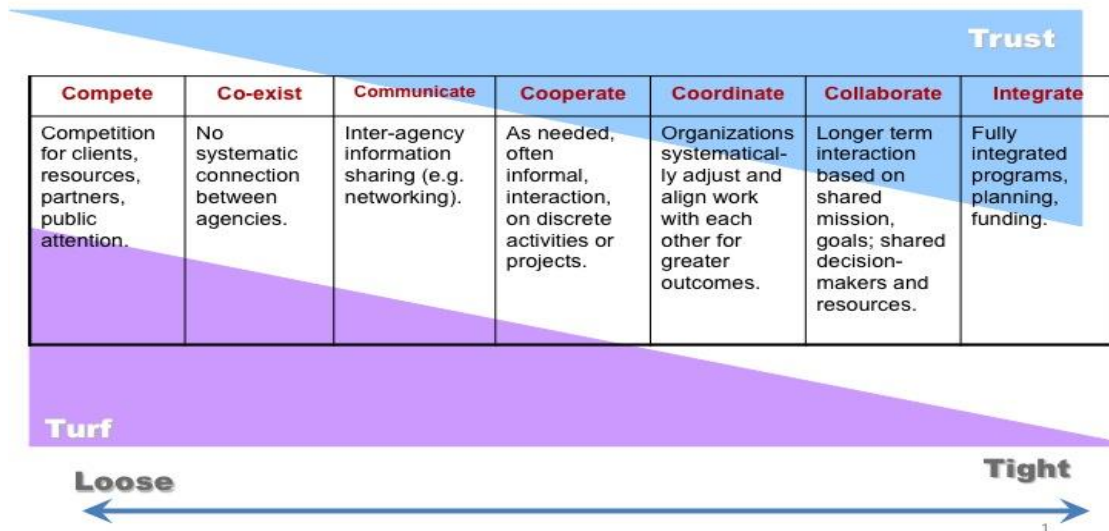 Trust
Compete
Co-exist
Communicate
Cooperate
Coordinate
Collaborate
Integrate
Competition
for clients,
resources,
partners,
public
attention.
No
systematic
connection
between
agencies.
Inter-agency
information
sharing (e.g.
networking).
As needed,
often
informal,
interaction,
on discrete
activities or
projects.
Organizations
systematical-
ly adjust and
align work
with each
other for
greater
outcomes.
Longer term
interaction
based on
shared
mission,
goals; shared
decision-
makers and
resources.
Fully
integrated
programs,
planning,
funding.
Turf
Loose
Tight
1